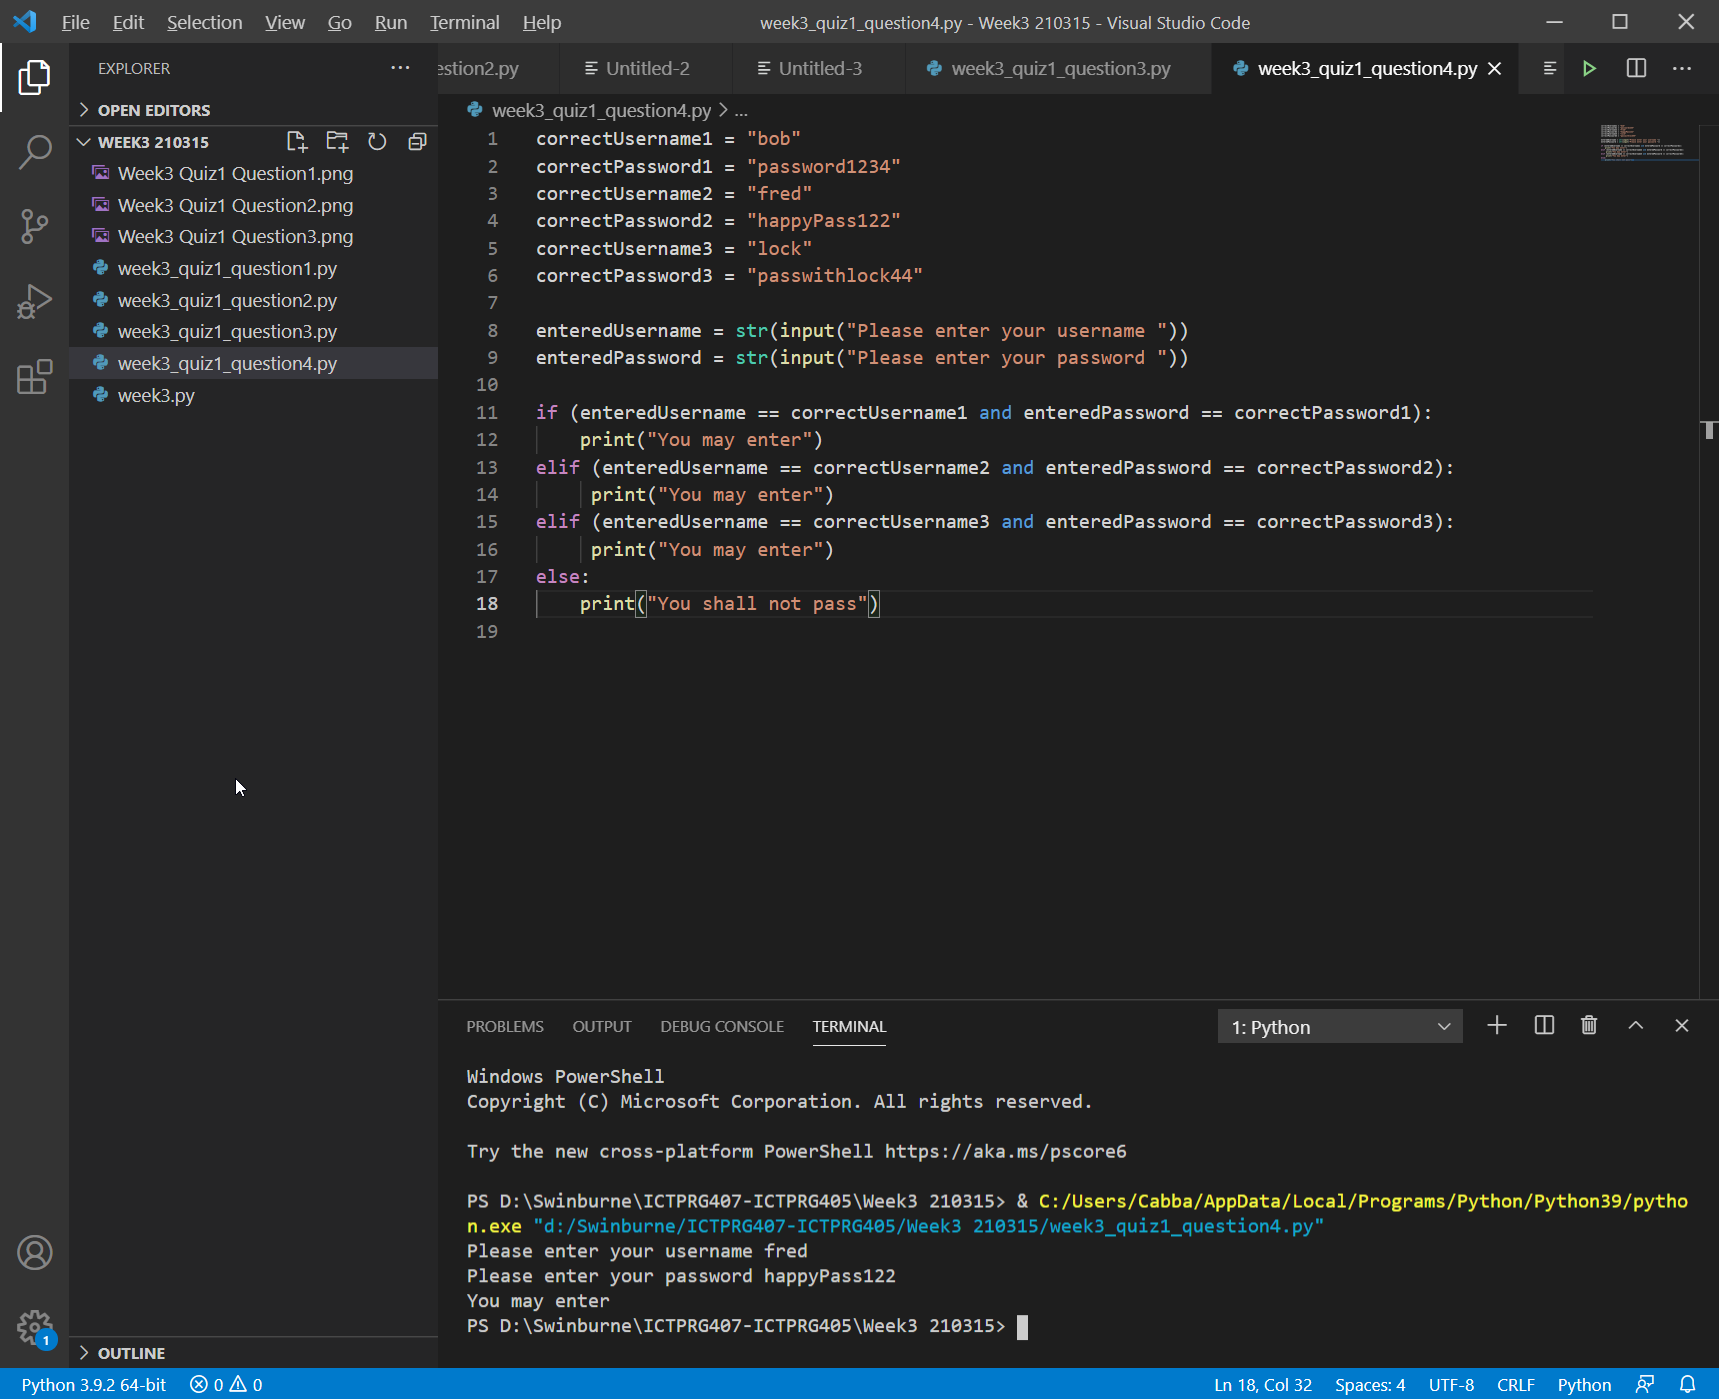 File Edit Selection View Go Run Terminal Help
week3_quiz1_question4.py - Week3 210315 - Visual Studio Code
EXPLORER
OPEN EDITORS
WEEK3 210315
Week3 Quiz1 Question1.png
Week3 Quiz1 Question2.png
Week3 Quiz1 Question3.png
week3_quiz1_question1.py
week3_quiz1_question2.py
week3_quiz1_question3.py
week3_quiz1_question4.py
week3.py
OUTLINE
estion2.py Untitled-2 Untitled-3 week3_quiz1_question3.py week3_quiz1_question4.py
week3_quiz1_question4.py > ...
1 correctUsername1 = "bob"
2 correctPassword1 = "password1234"
3 correctUsername2 = "fred"
4 correctPassword2 = "happyPass122"
5 correctUsername3 = "lock"
6 correctPassword3 = "passwithlock44"
7
8 enteredUsername = str(input("Please enter your username "))
9 enteredPassword = str(input("Please enter your password "))
10
11 if (enteredUsername == correctUsername1 and enteredPassword == correctPassword1):
12     print("You may enter")
13 elif (enteredUsername == correctUsername2 and enteredPassword == correctPassword2):
14      print("You may enter")
15 elif (enteredUsername == correctUsername3 and enteredPassword == correctPassword3):
16      print("You may enter")
17 else:
18     print("You shall not pass")
19
PROBLEMS OUTPUT DEBUG CONSOLE TERMINAL
1: Python
Windows PowerShell
Copyright (C) Microsoft Corporation. All rights reserved.
Try the new cross-platform PowerShell https://aka.ms/pscore6
PS D:\Swinburne\ICTPRG407-ICTPRG405\Week3 210315> & C:/Users/Cabba/AppData/Local/Programs/Python/Python39/pytho
n.exe "d:/Swinburne/ICTPRG407-ICTPRG405/Week3 210315/week3_quiz1_question4.py"
Please enter your username fred
Please enter your password happyPass122
You may enter
PS D:\Swinburne\ICTPRG407-ICTPRG405\Week3 210315>
1
Python 3.9.2 64-bit 0 0
Ln 18, Col 32 Spaces: 4 UTF-8 CRLF Python